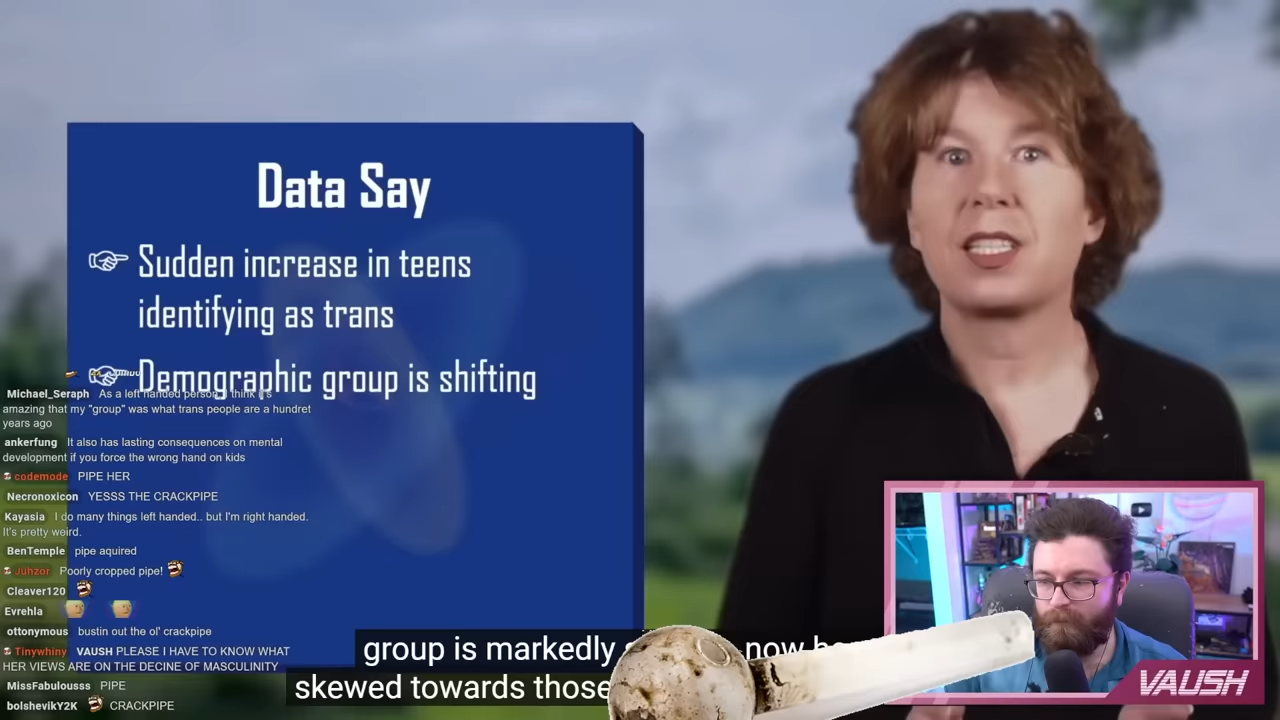 Data Say
Sudden increase in teens
identifying as trans
Demographic group is shifting
Michael_Seraph As a left handed person, I think it's
amazing that my "group" was what trans people are a hundret
years ago
ankerfung It also has lasting consequences on mental
development if you force the wrong hand on kids
codemode PIPE HER
Necronoxicon YESSS THE CRACKPIPE
Kayasia I do many things left handed.. but I'm right handed.
It's pretty weird.
BenTemple pipe aquired
Juhzor Poorly cropped pipe!
Cleaver120
Evrehla
ottonymous bustin out the ol' crackpipe
Tinywhiny VAUSH PLEASE I HAVE TO KNOW WHAT
HER VIEWS ARE ON THE DECINE OF MASCULINITY
MissFabulousss PIPE
bolshevikY2K CRACKPIPE
group is markedly now
skewed towards those
VAUSH